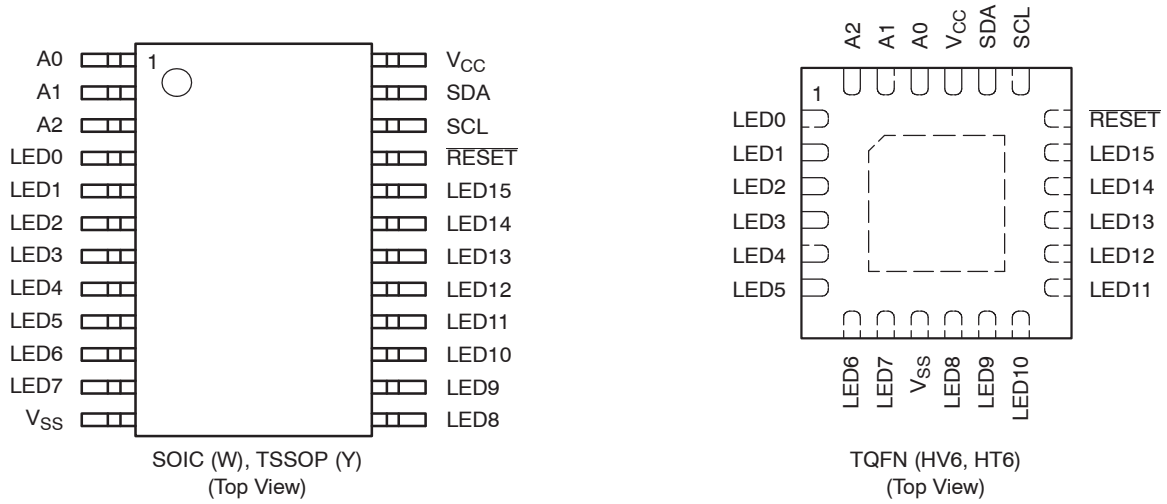 A0
A1
A2
LED0
LED1
LED2
LED3
LED4
LED5
LED6
LED7
VSS
1
VCC
SDA
SCL
RESET
LED15
LED14
LED13
LED12
LED11
LED10
LED9
LED8
SOIC (W), TSSOP (Y)
(Top View)
A2
A1
A0
VCC
SDA
SCL
1
LED0
LED1
LED2
LED3
LED4
LED5
RESET
LED15
LED14
LED13
LED12
LED11
LED6
LED7
VSS
LED8
LED9
LED10
TQFN (HV6, HT6)
(Top View)